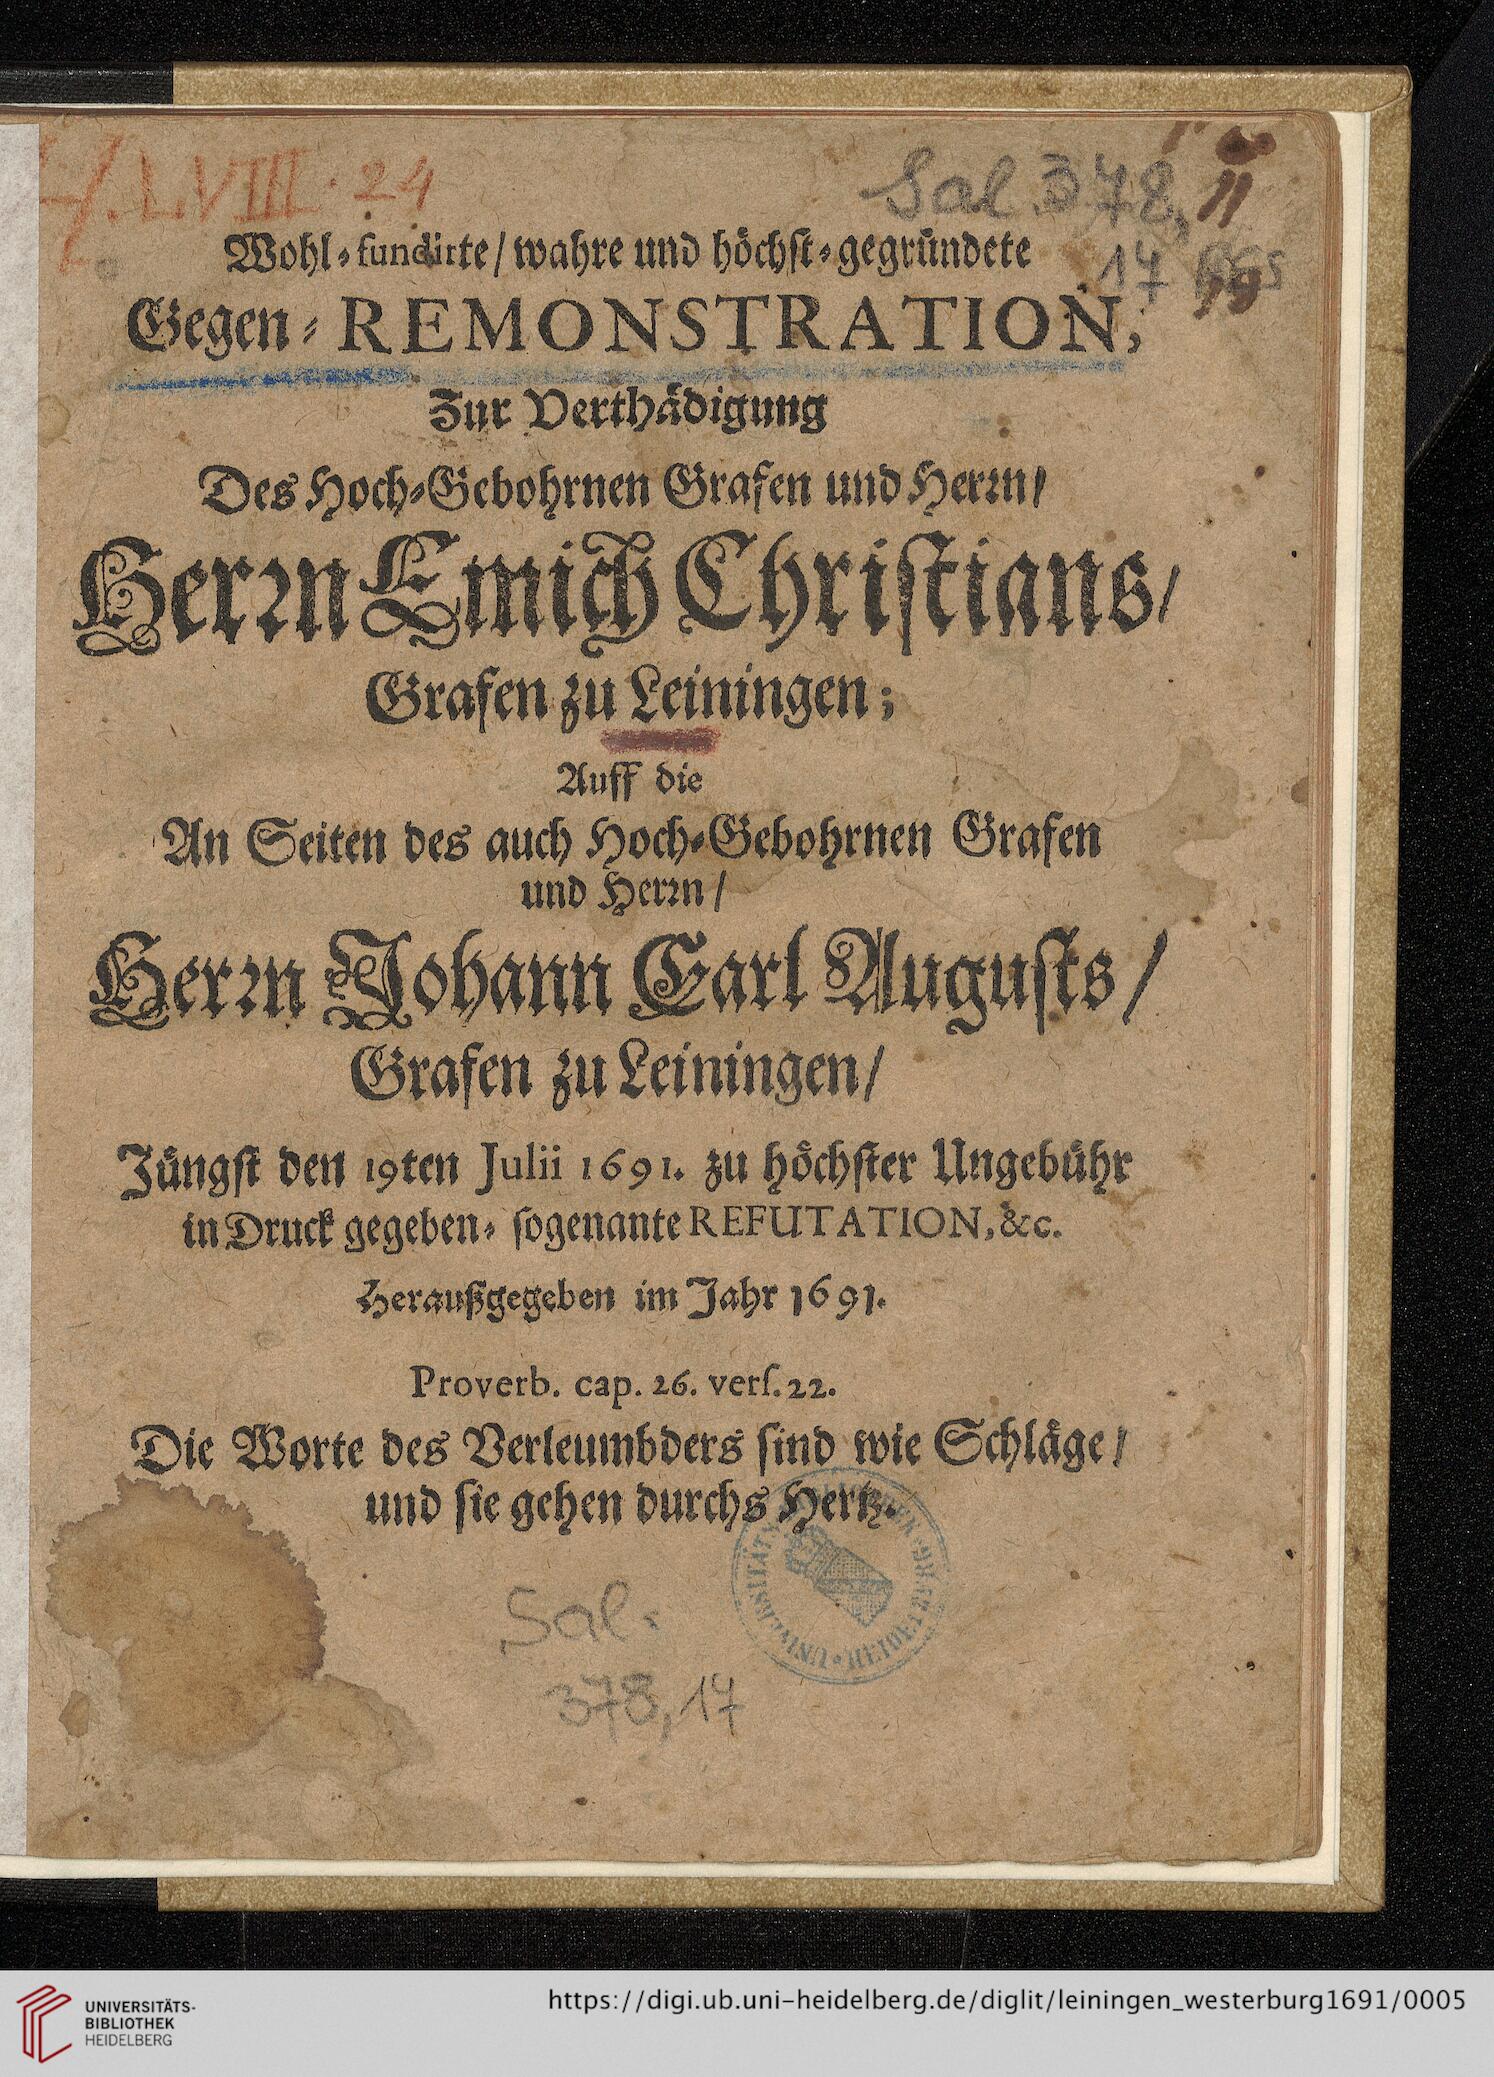 L.VIII. 24
Sal. 378, 11
17
Wohl-fundirte/ wahre und höchst-gegründete
Gegen-REMONSTRATION,
Zur Verthädigung
Des Hoch-Gebohrnen Grafen und Herrn/
Herrn Emich Christians/
Grafen zu Leiningen;
Auff die
An Seiten des auch Hoch-Gebohrnen Grafen
und Herrn/
Herrn Johann Carl Augusts/
Grafen zu Leiningen/
Jüngst den 19ten Julii 1691. zu höchster Ungebühr
in Druck gegeben- sogenante REFUTATION, &c.
Heraußgegeben im Jahr 1691.
Proverb. cap. 26. vers. 22.
Die Worte des Verleumbders sind wie Schläge/
und sie gehen durchs Hertz.
Sal.
378,17
UNIVERSITÄTS-
BIBLIOTHEK
HEIDELBERG
https://digi.ub.uni-heidelberg.de/diglit/leiningen_westerburg1691/0005